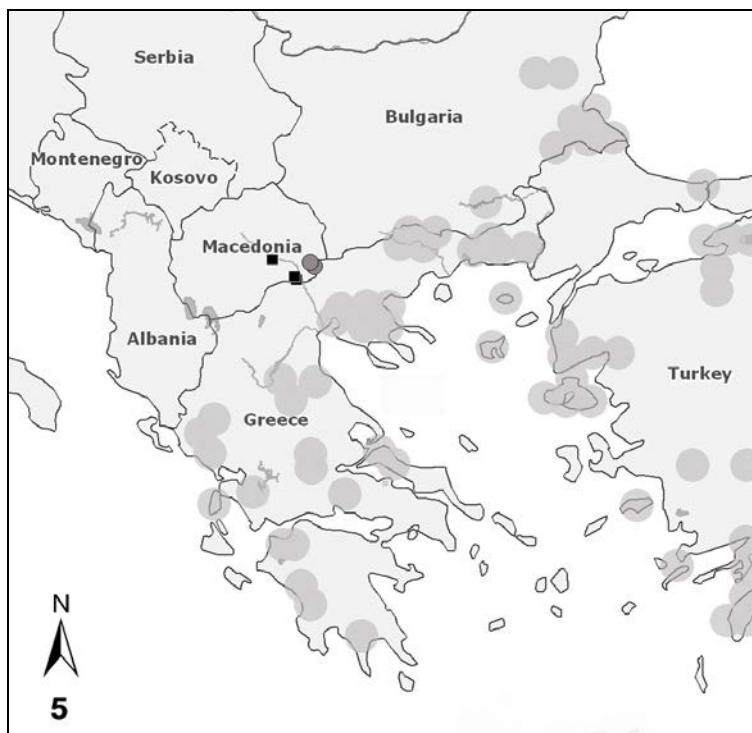 Serbia
Bulgaria
Montenegro
Kosovo
Macedonia
Albania
Turkey
Greece
N
5